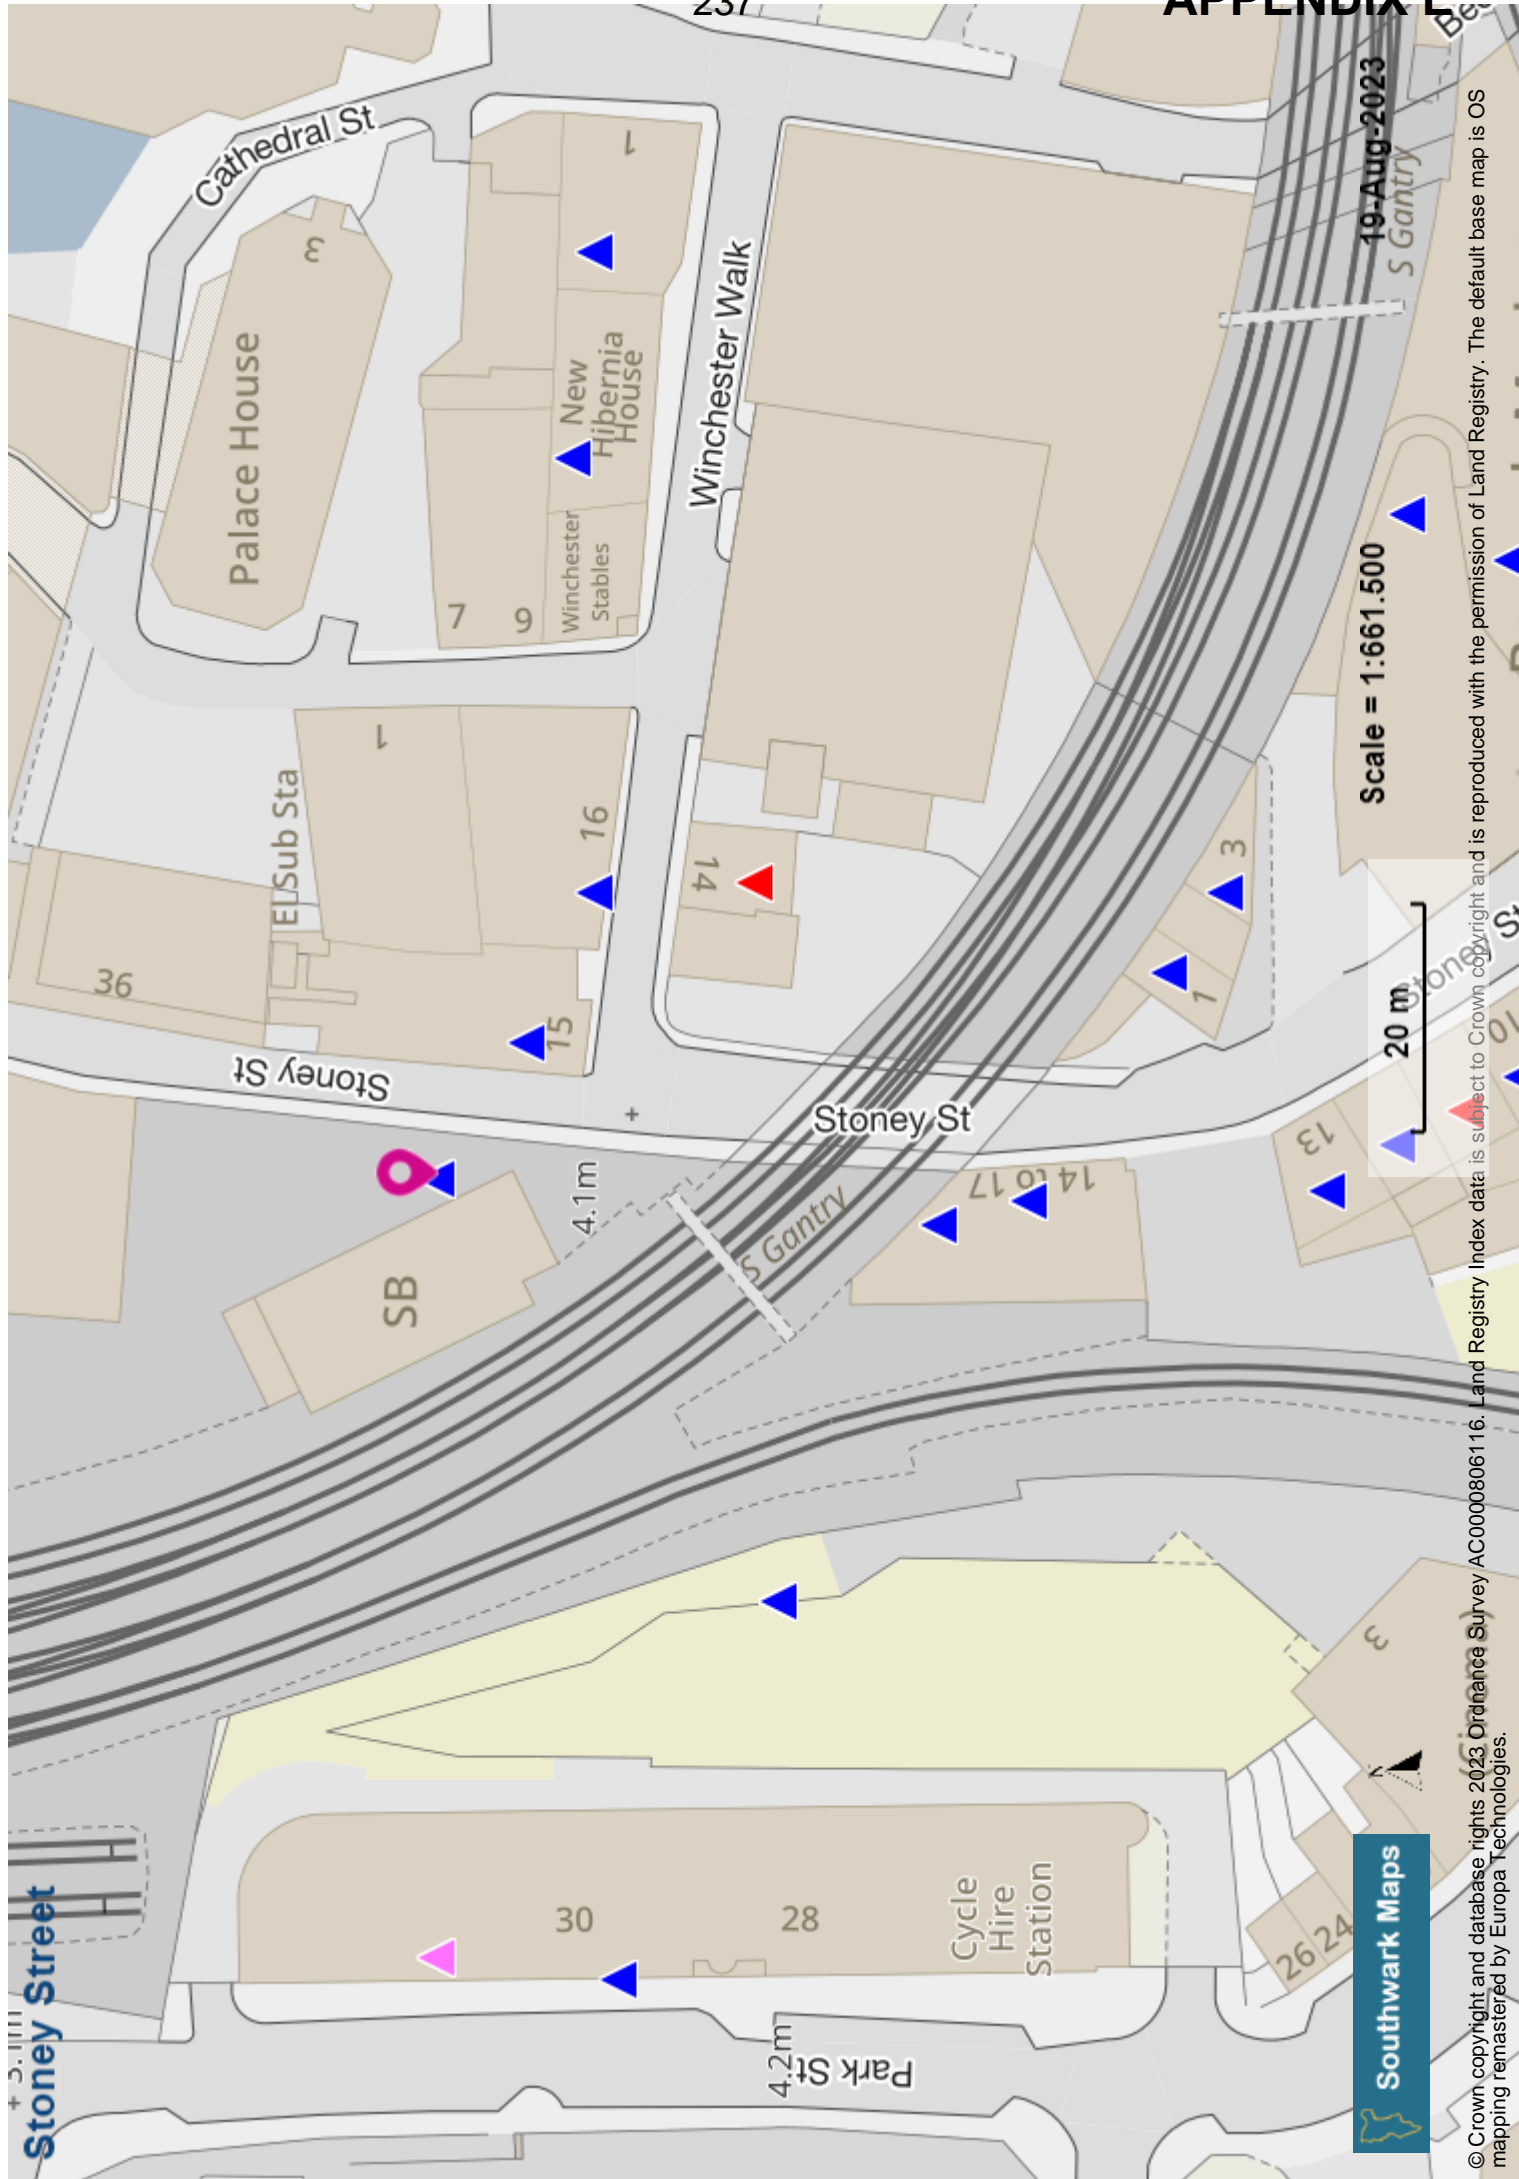 237
APPENDIX E
Stoney Street
Cathedral St
3
Palace House
1
New
Hibernia
House
Winchester
Stables
7
9
Winchester Walk
19-Aug-2023
S Gantry
El Sub Sta
1
16
36
15
14
Stoney St
Stoney St
3
1
Scale = 1:661.500
20 m
Stoney St
10
13
14 to 17
S Gantry
4.1m
SB
30
28
Cycle
Hire
Station
3
(Cinema)
26
24
4.2m
Park St
N
Southwark Maps
© Crown copyright and database rights 2023 Ordnance Survey AC0000806116. Land Registry Index data is subject to Crown copyright and is reproduced with the permission of Land Registry. The default base map is OS
mapping remastered by Europa Technologies.